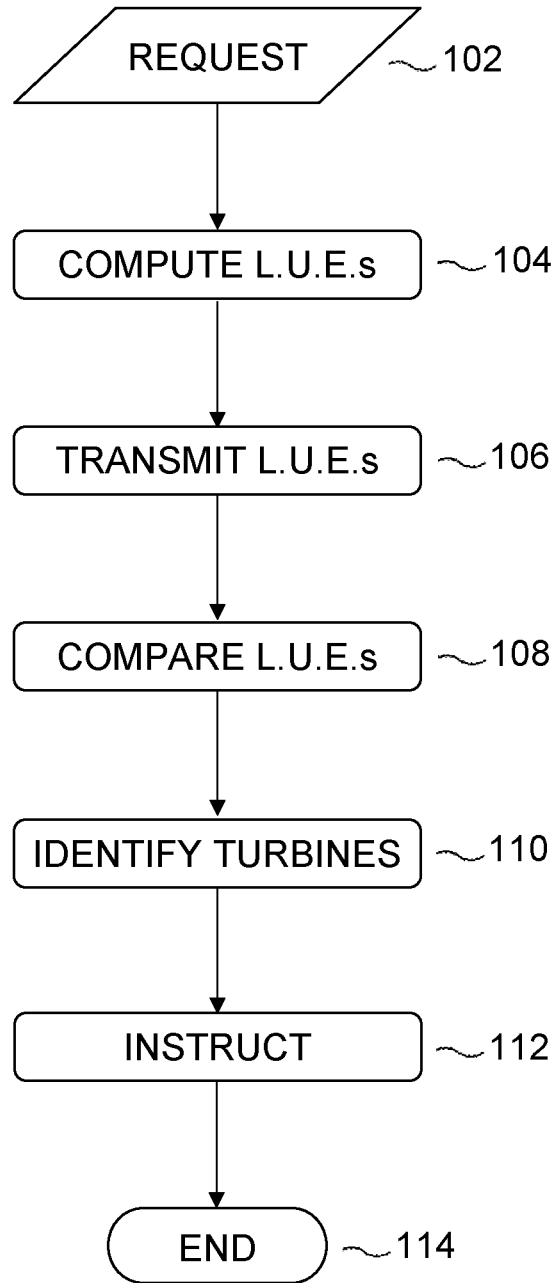 REQUEST 102
COMPUTE L.U.E.s 104
TRANSMIT L.U.E.s 106
COMPARE L.U.E.s 108
IDENTIFY TURBINES 110
INSTRUCT 112
END 114